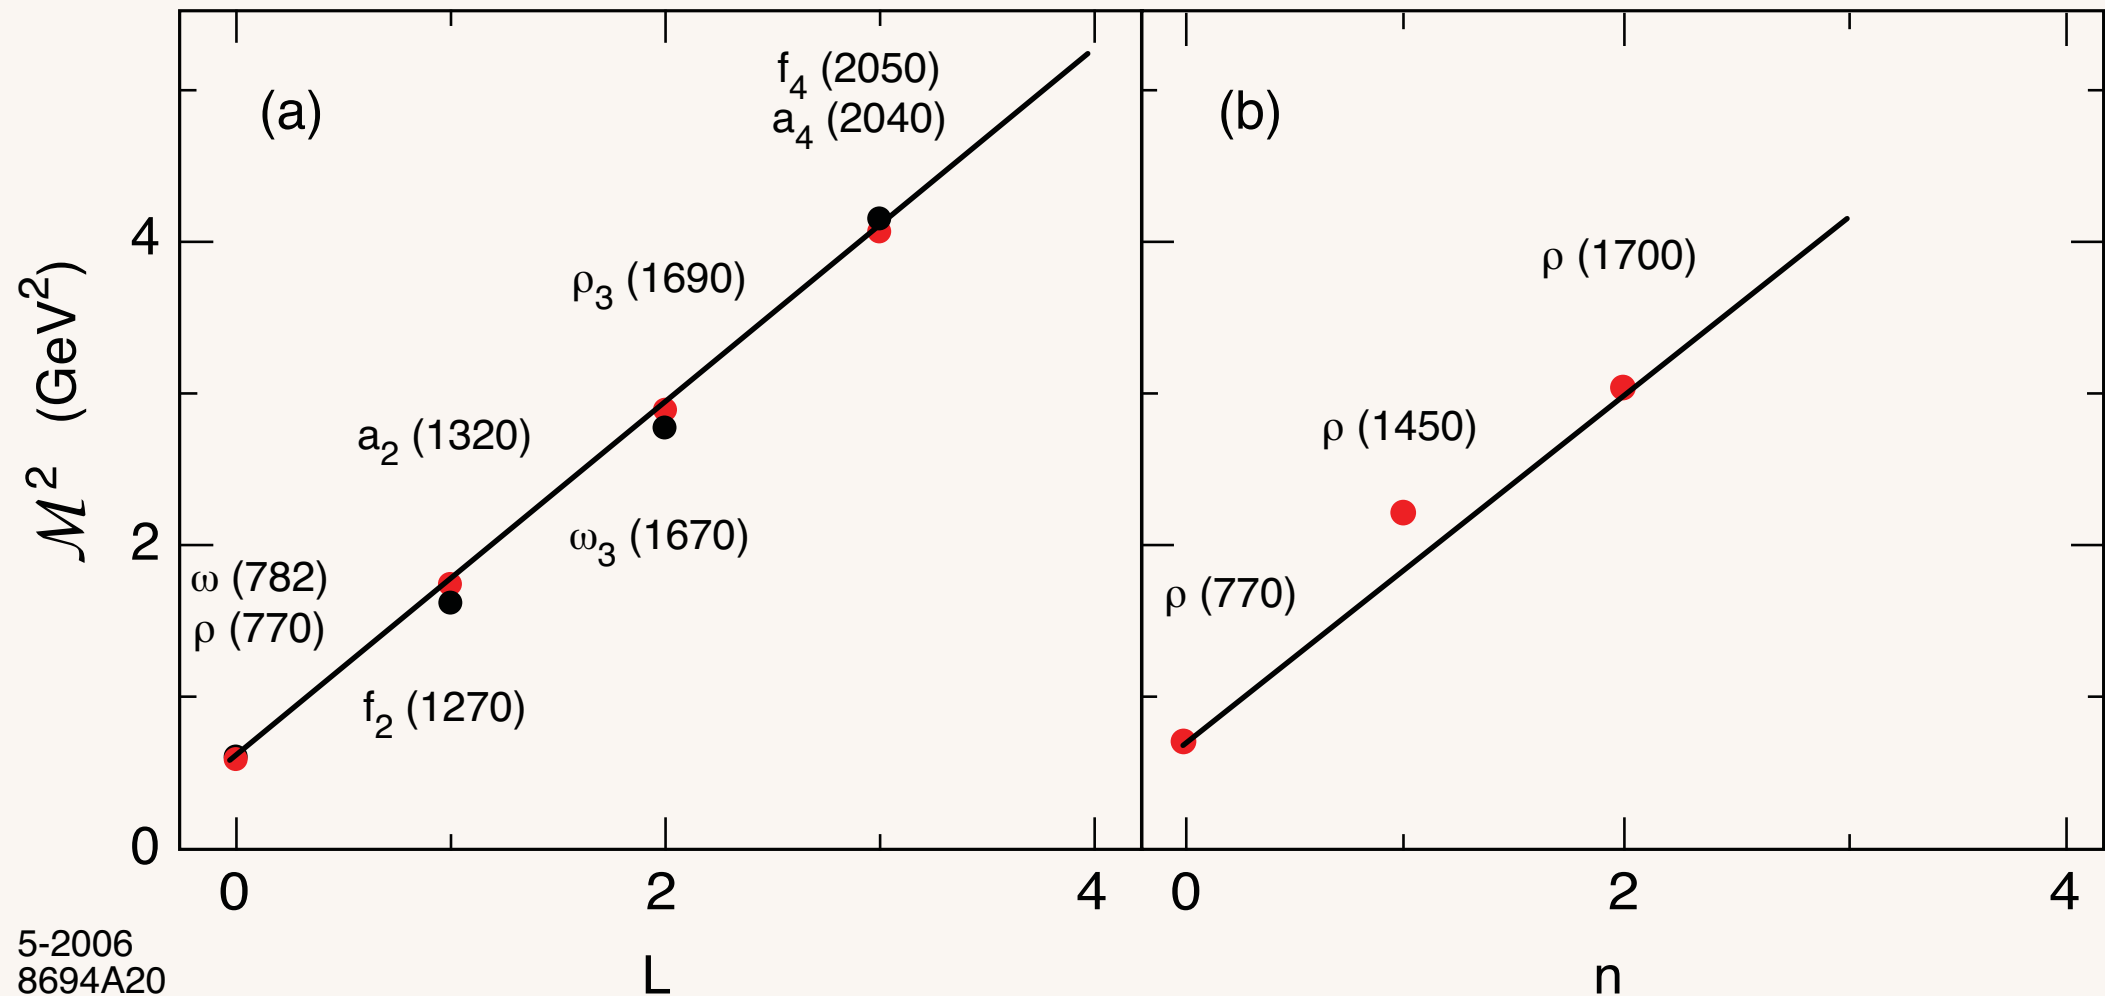 (a)
f4 (2050)
a4 (2040)
ρ3 (1690)
a2 (1320)
ω3 (1670)
ω (782)
ρ (770)
f2 (1270)
(b)
ρ (1700)
ρ (1450)
ρ (770)
ℳ2 (GeV2)
4
2
0
0 2 4
L
0 2 4
n
5-2006
8694A20